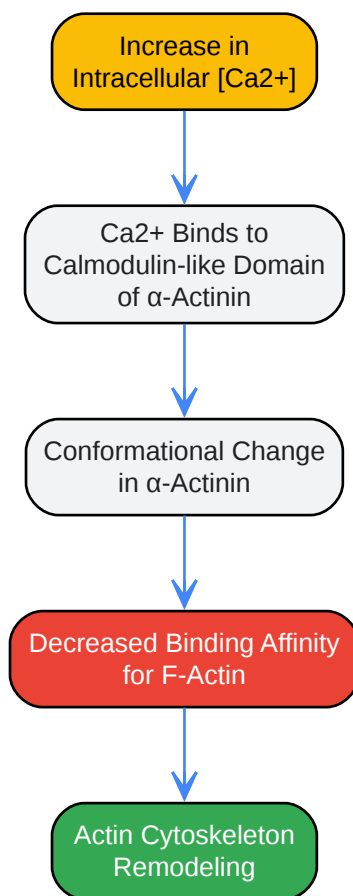 Increase in
Intracellular [Ca2+]
Ca2+ Binds to
Calmodulin-like Domain
of α-Actinin
Conformational Change
in α-Actinin
Decreased Binding Affinity
for F-Actin
Actin Cytoskeleton
Remodeling